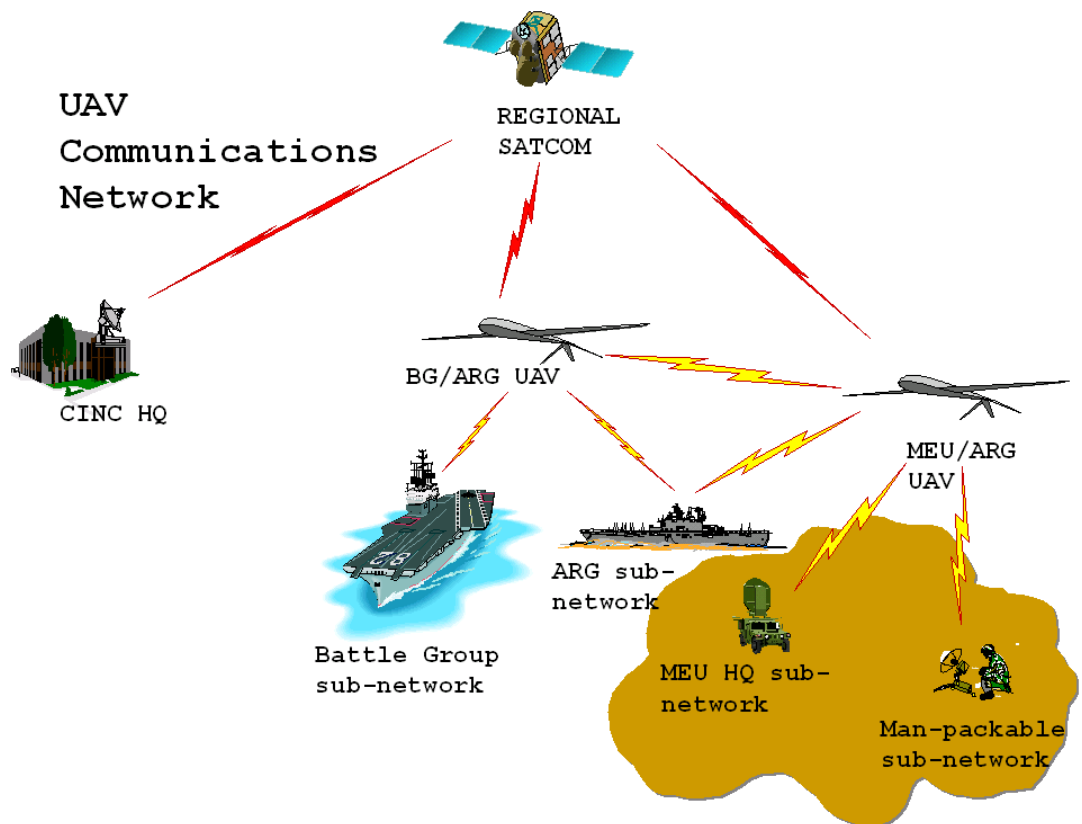 UAV
Communications
Network
REGIONAL
SATCOM
CINC HQ
BG/ARG UAV
MEU/ARG
UAV
Battle Group
sub-network
ARG sub-
network
MEU HQ sub-
network
Man-packable
sub-network